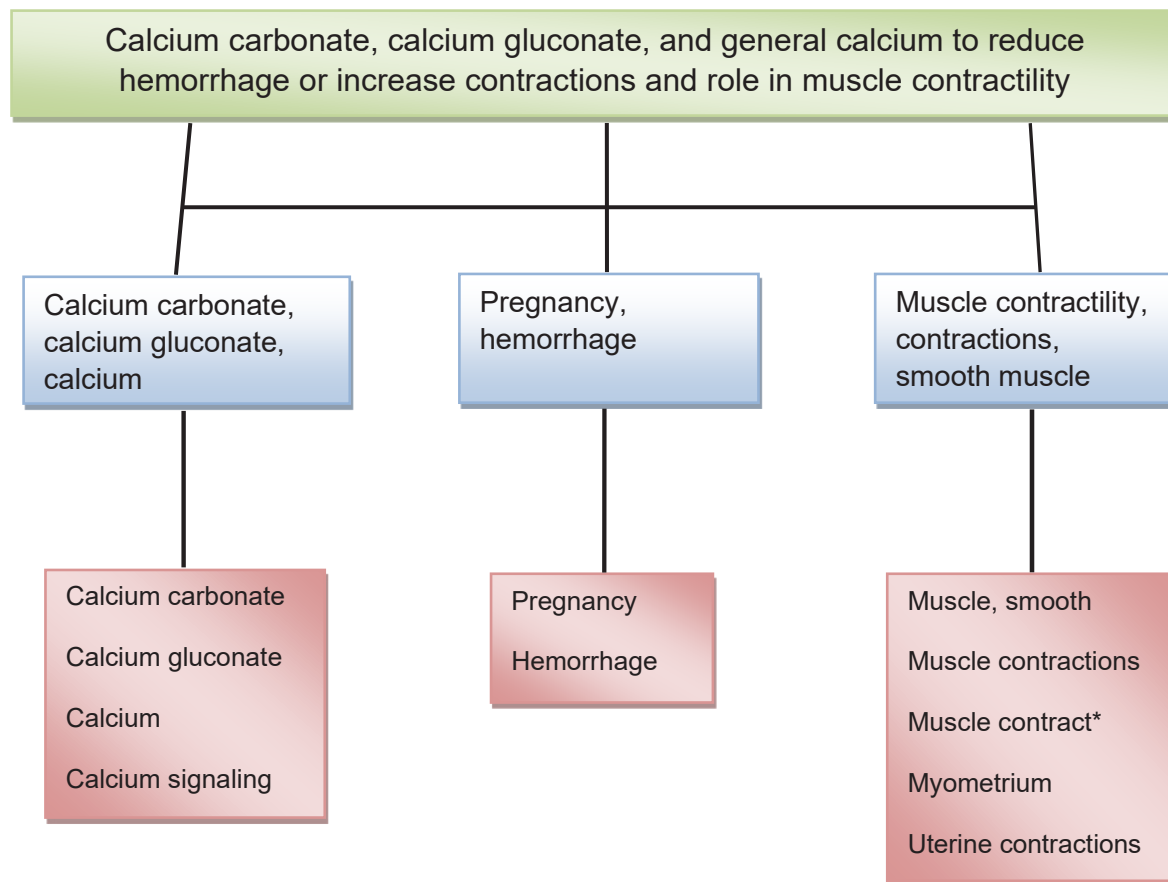 Calcium carbonate, calcium gluconate, and general calcium to reduce
hemorrhage or increase contractions and role in muscle contractility
Calcium carbonate,
calcium gluconate,
calcium
Pregnancy,
hemorrhage
Muscle contractility,
contractions,
smooth muscle
Calcium carbonate
Calcium gluconate
Calcium
Calcium signaling
Pregnancy
Hemorrhage
Muscle, smooth
Muscle contractions
Muscle contract*
Myometrium
Uterine contractions